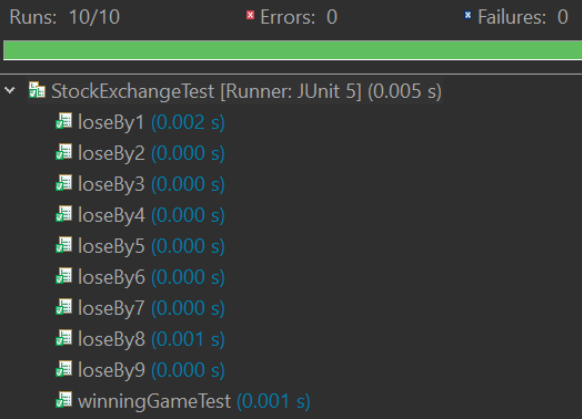 Runs: 10/10 Errors: 0 Failures: 0
StockExchangeTest [Runner: JUnit 5] (0.005 s)
loseBy1 (0.002 s)
loseBy2 (0.000 s)
loseBy3 (0.000 s)
loseBy4 (0.000 s)
loseBy5 (0.000 s)
loseBy6 (0.000 s)
loseBy7 (0.000 s)
loseBy8 (0.001 s)
loseBy9 (0.000 s)
winningGameTest (0.001 s)